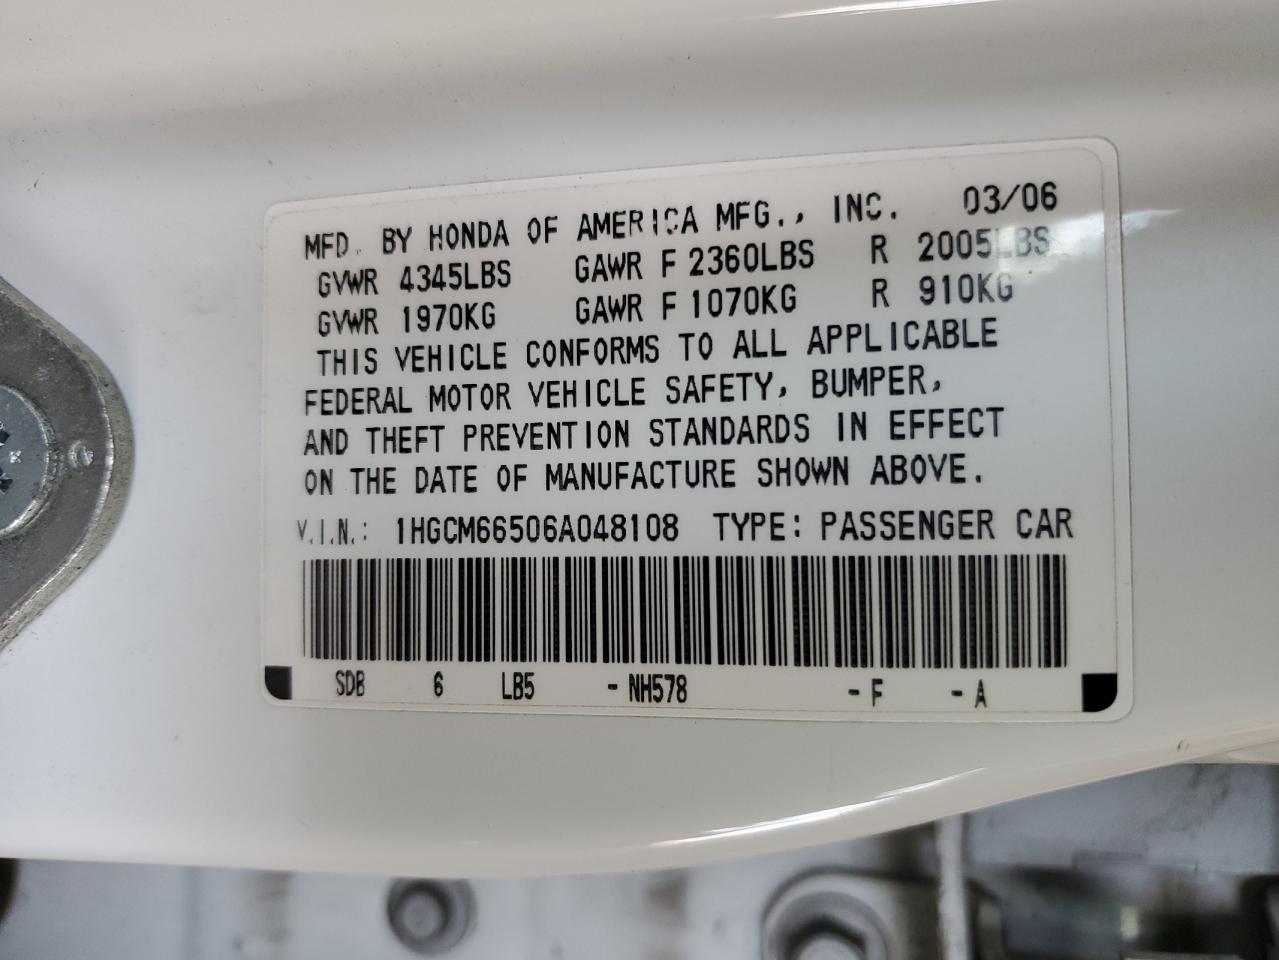 MFD. BY HONDA OF AMERICA MFG., INC. 03/06
GVWR 4345LBS GAWR F 2360LBS R 2005LBS
GVWR 1970KG GAWR F 1070KG R 910KG
THIS VEHICLE CONFORMS TO ALL APPLICABLE
FEDERAL MOTOR VEHICLE SAFETY, BUMPER,
AND THEFT PREVENTION STANDARDS IN EFFECT
ON THE DATE OF MANUFACTURE SHOWN ABOVE.
V.I.N.: 1HGCM66506A048108 TYPE: PASSENGER CAR
SDB 6 LB5 -NH578 -F -A